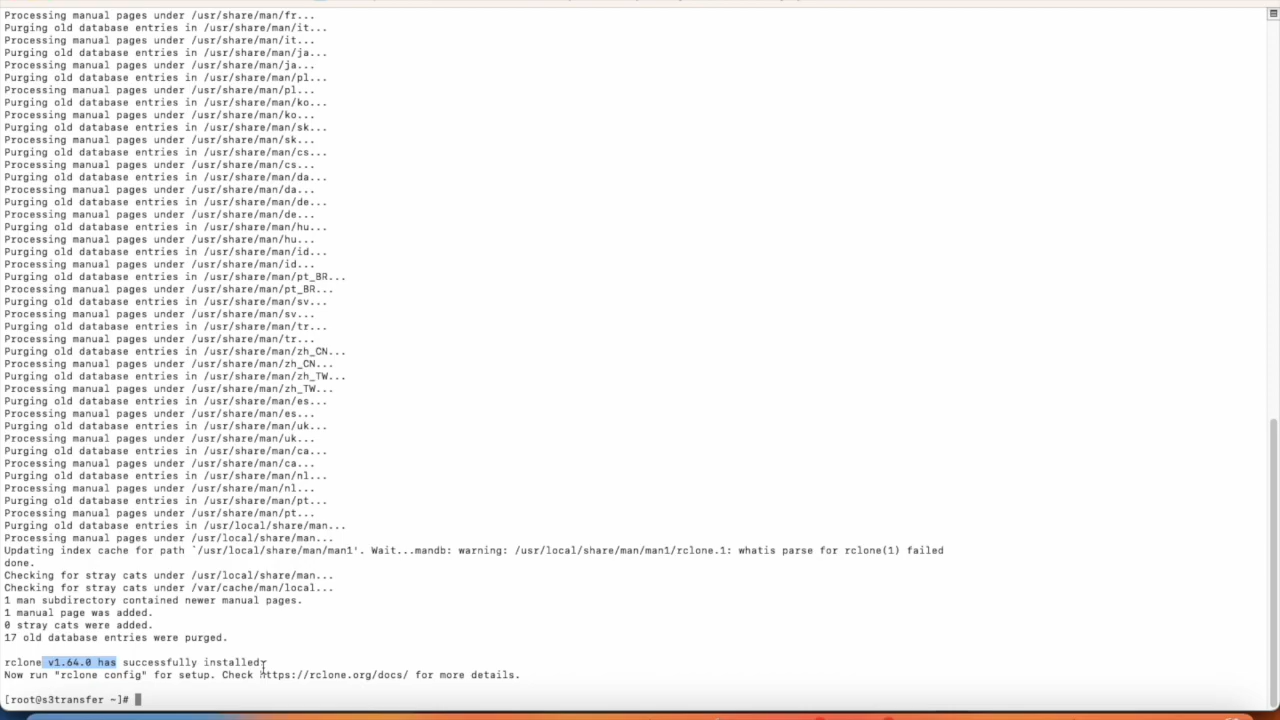 Processing manual pages under /usr/share/man/fr...
Purging old database entries in /usr/share/man/it...
Processing manual pages under /usr/share/man/it...
Purging old database entries in /usr/share/man/ja...
Processing manual pages under /usr/share/man/ja...
Purging old database entries in /usr/share/man/pl...
Processing manual pages under /usr/share/man/pl...
Purging old database entries in /usr/share/man/ko...
Processing manual pages under /usr/share/man/ko...
Purging old database entries in /usr/share/man/sk...
Processing manual pages under /usr/share/man/sk...
Purging old database entries in /usr/share/man/cs...
Processing manual pages under /usr/share/man/cs...
Purging old database entries in /usr/share/man/da...
Processing manual pages under /usr/share/man/da...
Purging old database entries in /usr/share/man/de...
Processing manual pages under /usr/share/man/de...
Purging old database entries in /usr/share/man/hu...
Processing manual pages under /usr/share/man/hu...
Purging old database entries in /usr/share/man/id...
Processing manual pages under /usr/share/man/id...
Purging old database entries in /usr/share/man/pt_BR...
Processing manual pages under /usr/share/man/pt_BR...
Purging old database entries in /usr/share/man/sv...
Processing manual pages under /usr/share/man/sv...
Purging old database entries in /usr/share/man/tr...
Processing manual pages under /usr/share/man/tr...
Purging old database entries in /usr/share/man/zh_CN...
Processing manual pages under /usr/share/man/zh_CN...
Purging old database entries in /usr/share/man/zh_TW...
Processing manual pages under /usr/share/man/zh_TW...
Purging old database entries in /usr/share/man/es...
Processing manual pages under /usr/share/man/es...
Purging old database entries in /usr/share/man/uk...
Processing manual pages under /usr/share/man/uk...
Purging old database entries in /usr/share/man/ca...
Processing manual pages under /usr/share/man/ca...
Purging old database entries in /usr/share/man/nl...
Processing manual pages under /usr/share/man/nl...
Purging old database entries in /usr/share/man/pt...
Processing manual pages under /usr/share/man/pt...
Purging old database entries in /usr/local/share/man...
Processing manual pages under /usr/local/share/man...
Updating index cache for path `/usr/local/share/man/man1'. Wait...mandb: warning: /usr/local/share/man/man1/rclone.1: whatis parse for rclone(1) failed
done.
Checking for stray cats under /usr/local/share/man...
Checking for stray cats under /var/cache/man/local...
1 man subdirectory contained newer manual pages.
1 manual page was added.
0 stray cats were added.
17 old database entries were purged.
rclone v1.64.0 has successfully installed.
Now run "rclone config" for setup. Check https://rclone.org/docs/ for more details.
[root@s3transfer ~]#